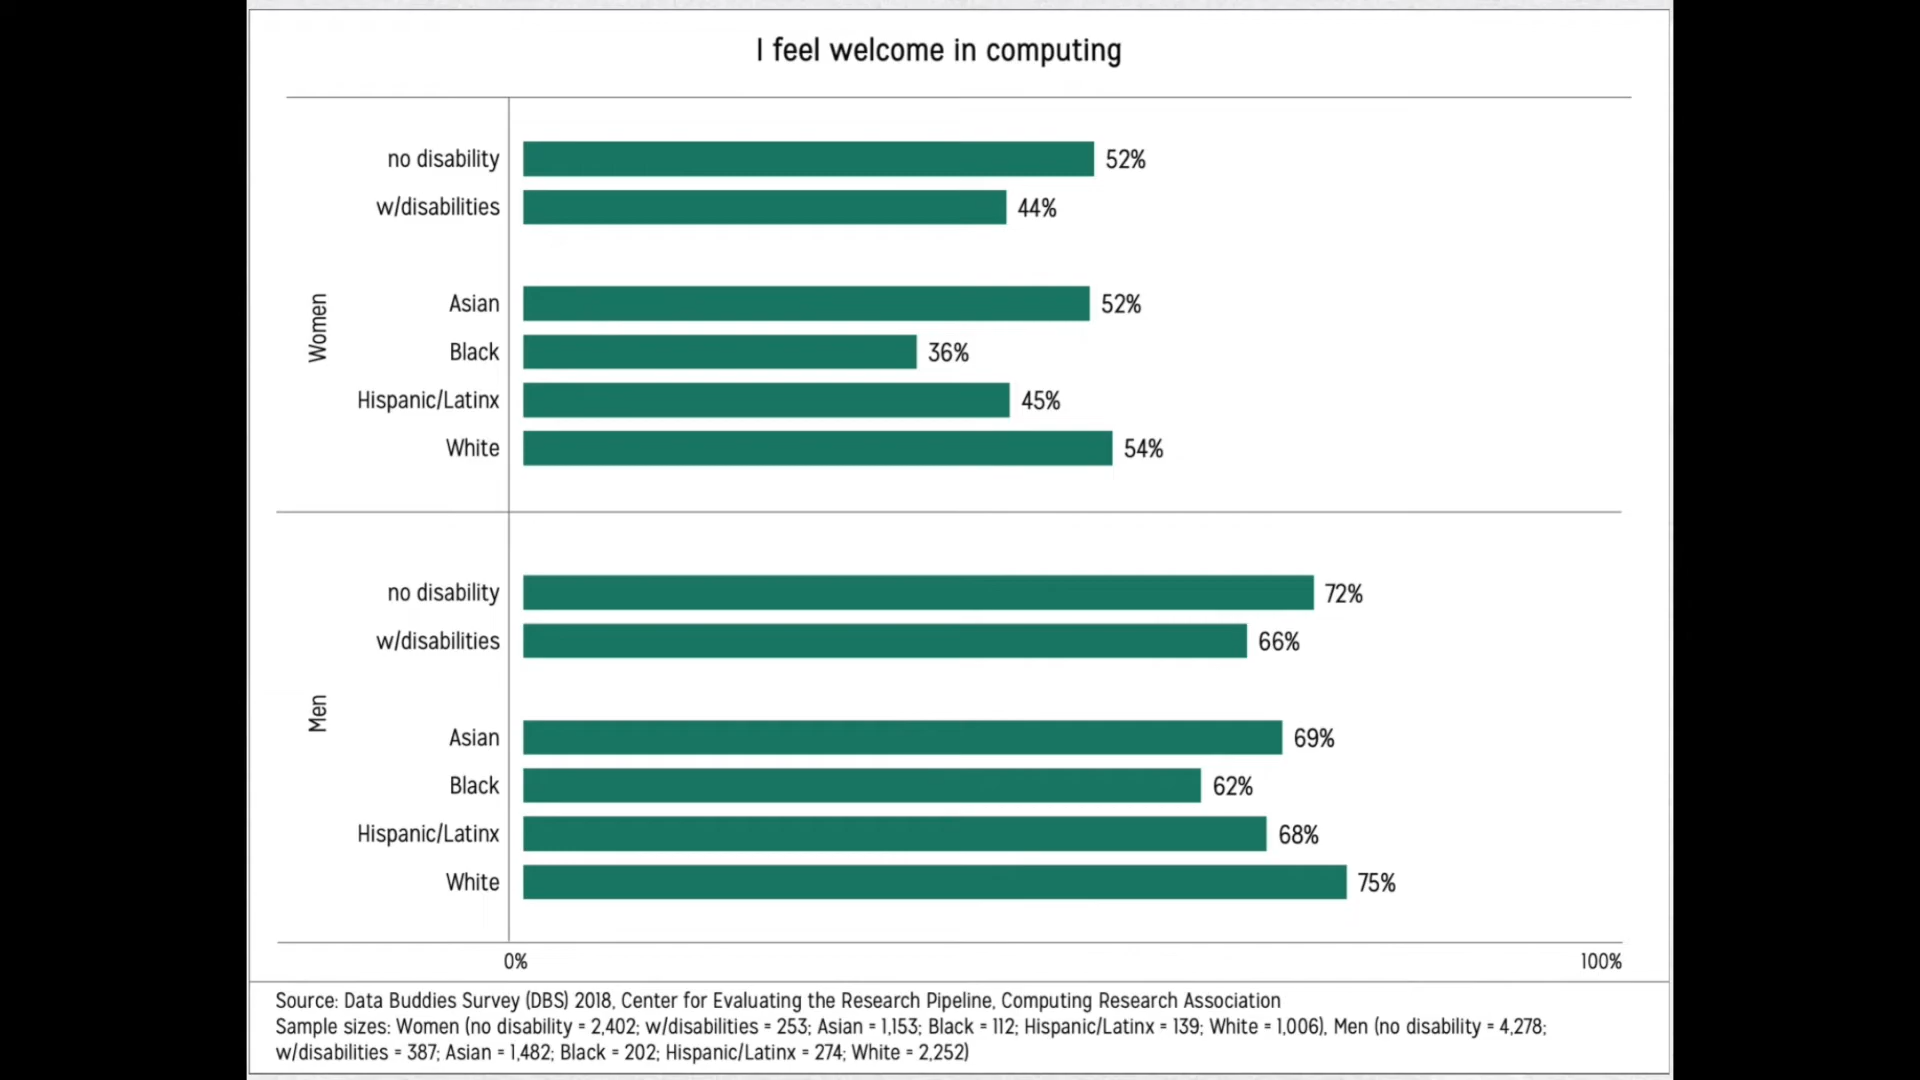 I feel welcome in computing
Women
no disability 52%
w/disabilities 44%
Asian 52%
Black 36%
Hispanic/Latinx 45%
White 54%
Men
no disability 72%
w/disabilities 66%
Asian 69%
Black 62%
Hispanic/Latinx 68%
White 75%
0% 100%
Source: Data Buddies Survey (DBS) 2018, Center for Evaluating the Research Pipeline, Computing Research Association
Sample sizes: Women (no disability = 2,402; w/disabilities = 253; Asian = 1,153; Black = 112; Hispanic/Latinx = 139; White = 1,006), Men (no disability = 4,278;
w/disabilities = 387; Asian = 1,482; Black = 202; Hispanic/Latinx = 274; White = 2,252)